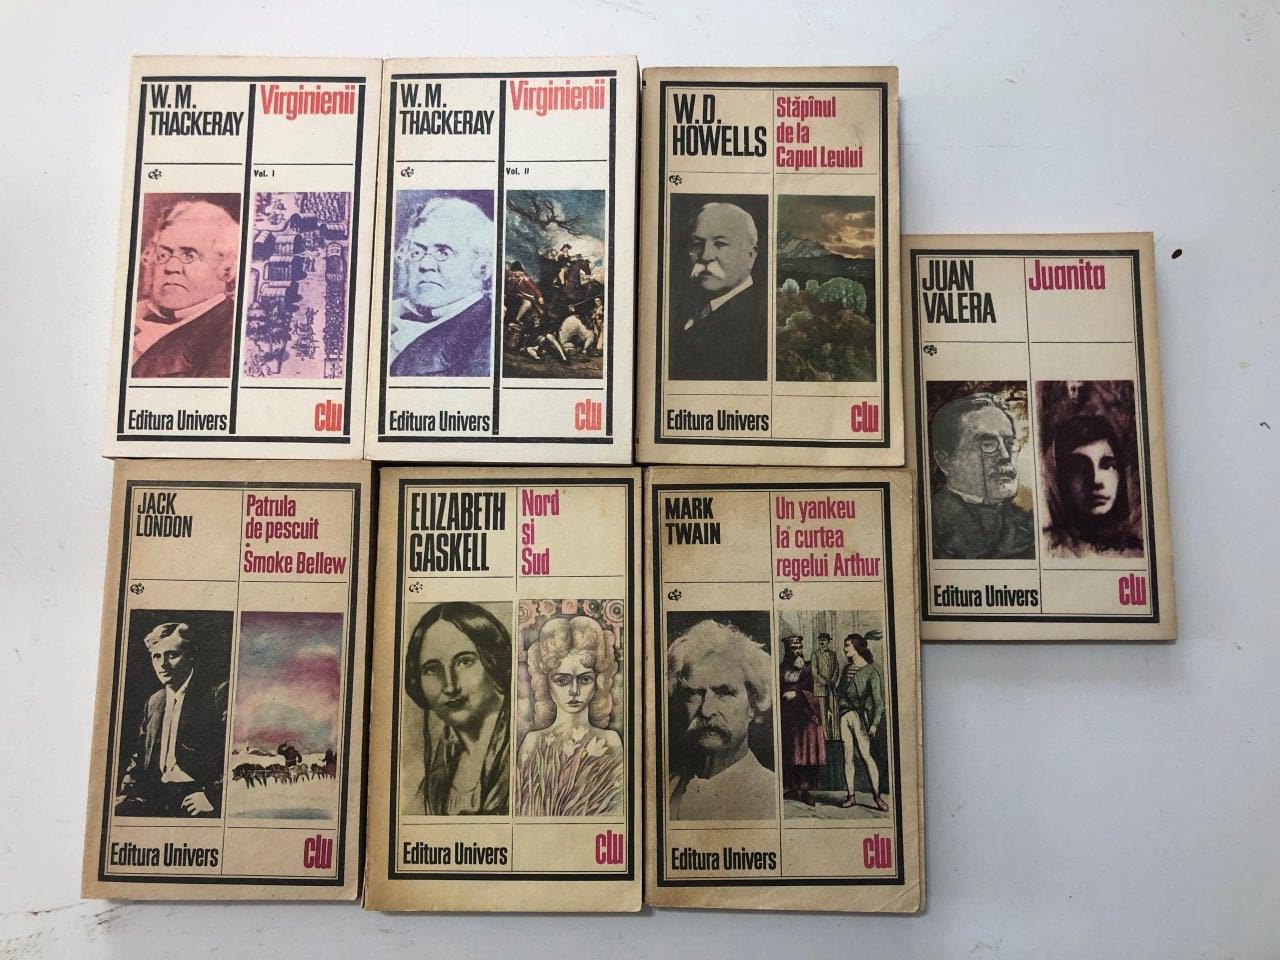 W. M.
THACKERAY
Virginienii
Vol. I
Editura Univers
clu
W. M.
THACKERAY
Virginienii
Vol. II
Editura Univers
clu
W. D.
HOWELLS
Stăpînul
de la
Capul Leului
Editura Univers
clu
JUAN
VALERA
Juanita
Editura Univers
clu
JACK
LONDON
Patrula
de pescuit
Smoke Bellew
Editura Univers
clu
ELIZABETH
GASKELL
Nord
si
Sud
Editura Univers
clu
MARK
TWAIN
Un yankeu
la curtea
regelui Arthur
Editura Univers
clu